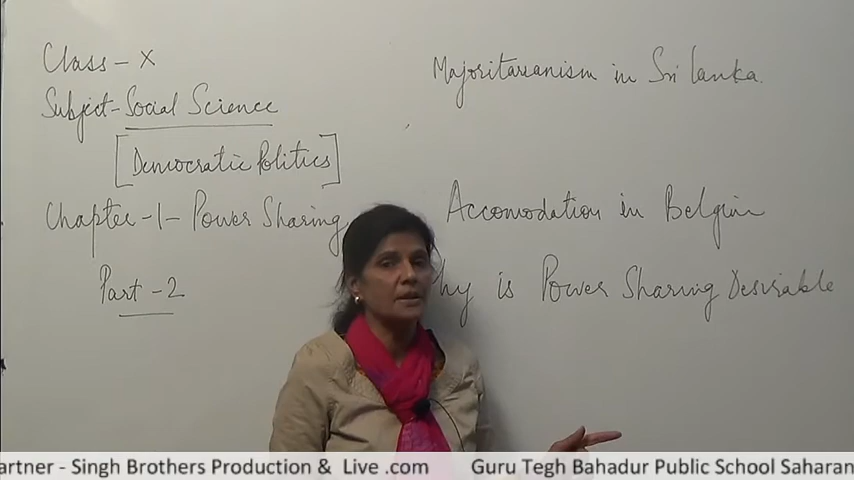 Class - X
Subject - Social Science
[Democratic Politics]
Chapter - 1 - Power Sharing
Part - 2
Majoritarianism in Sri Lanka.
Accomodation in Belgium
hy is Power Sharing Desirable
artner - Singh Brothers Production & Live .com Guru Tegh Bahadur Public School Saharan